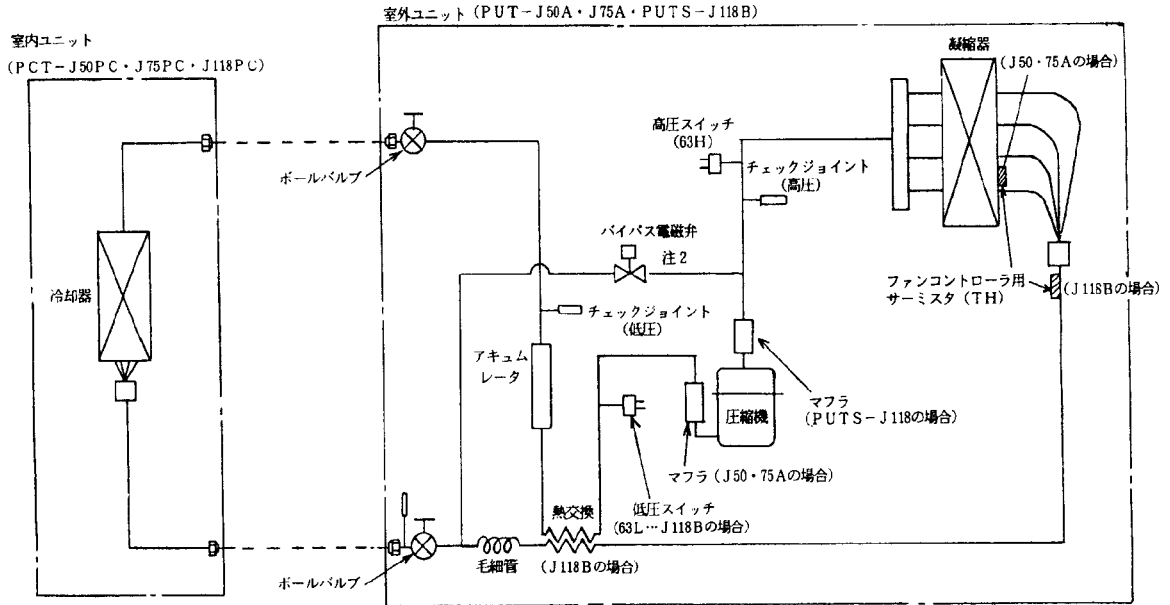 室外ユニット (PUT-J50A・J75A・PUTS-J118B)
室内ユニット
(PCT-J50PC・J75PC・J118PC)
凝縮器
(J50・75Aの場合)
高圧スイッチ
(63H)
チェックジョイント
(高圧)
ボールバルブ
バイパス電磁弁
注2
冷却器
ファンコントローラ用
サーミスタ (TH)
(J118Bの場合)
チェックジョイント
(低圧)
アキュム
レータ
圧縮機
マフラ
(PUTS-J118の場合)
マフラ (J50・75Aの場合)
熱交換
低圧スイッチ
(63L…J118Bの場合)
毛細管
(J118Bの場合)
ボールバルブ